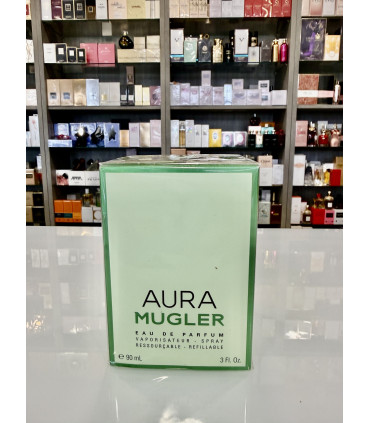 AURA
MUGLER
EAU DE PARFUM
VAPORISATEUR - SPRAY
RESSOURÇABLE - REFILLABLE
℮ 90 mL 3 Fl. Oz.